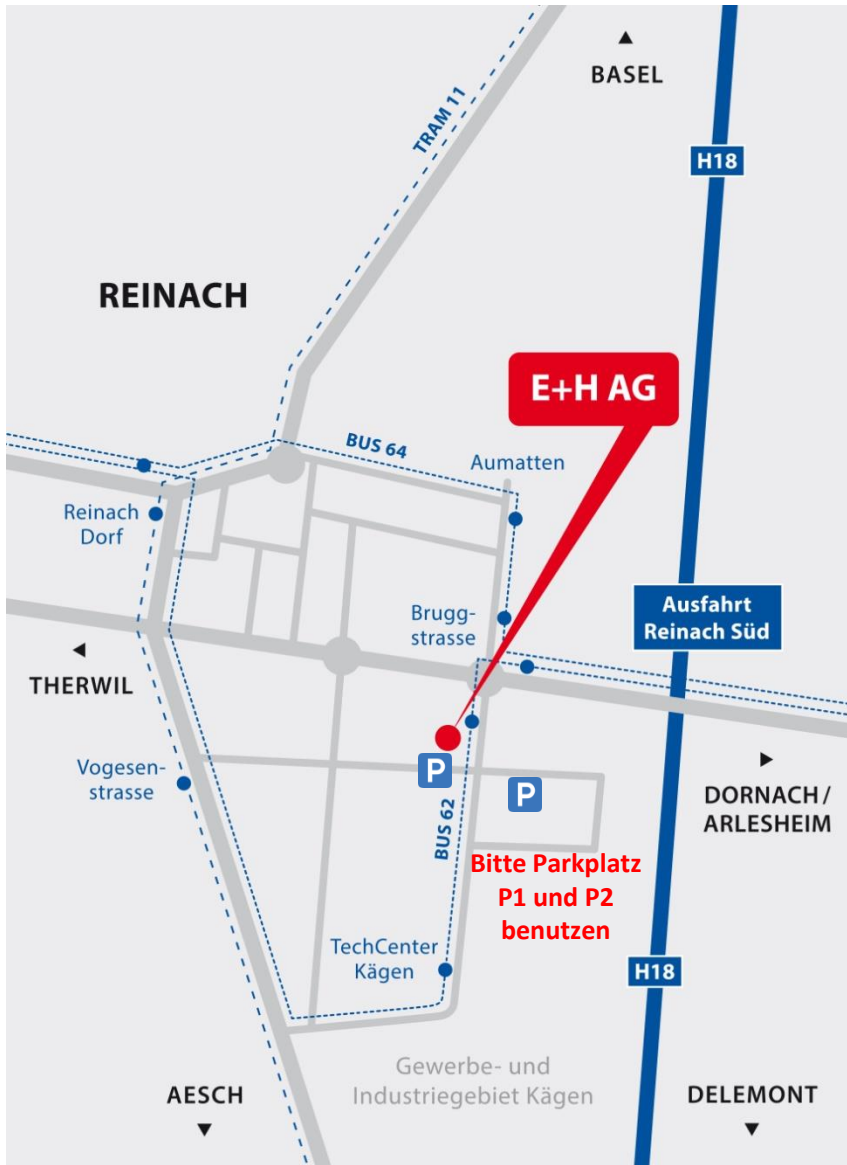 BASEL
TRAM 11
H18
REINACH
E+H AG
BUS 64
Aumatten
Reinach
Dorf
Ausfahrt
Reinach Süd
Brugg-
strasse
THERWIL
Vogesen-
strasse
P
P
DORNACH/
ARLESHEIM
BUS 62
Bitte Parkplatz
P1 und P2
benutzen
TechCenter
Kägen
H18
Gewerbe- und
Industriegebiet Kägen
AESCH
DELEMONT